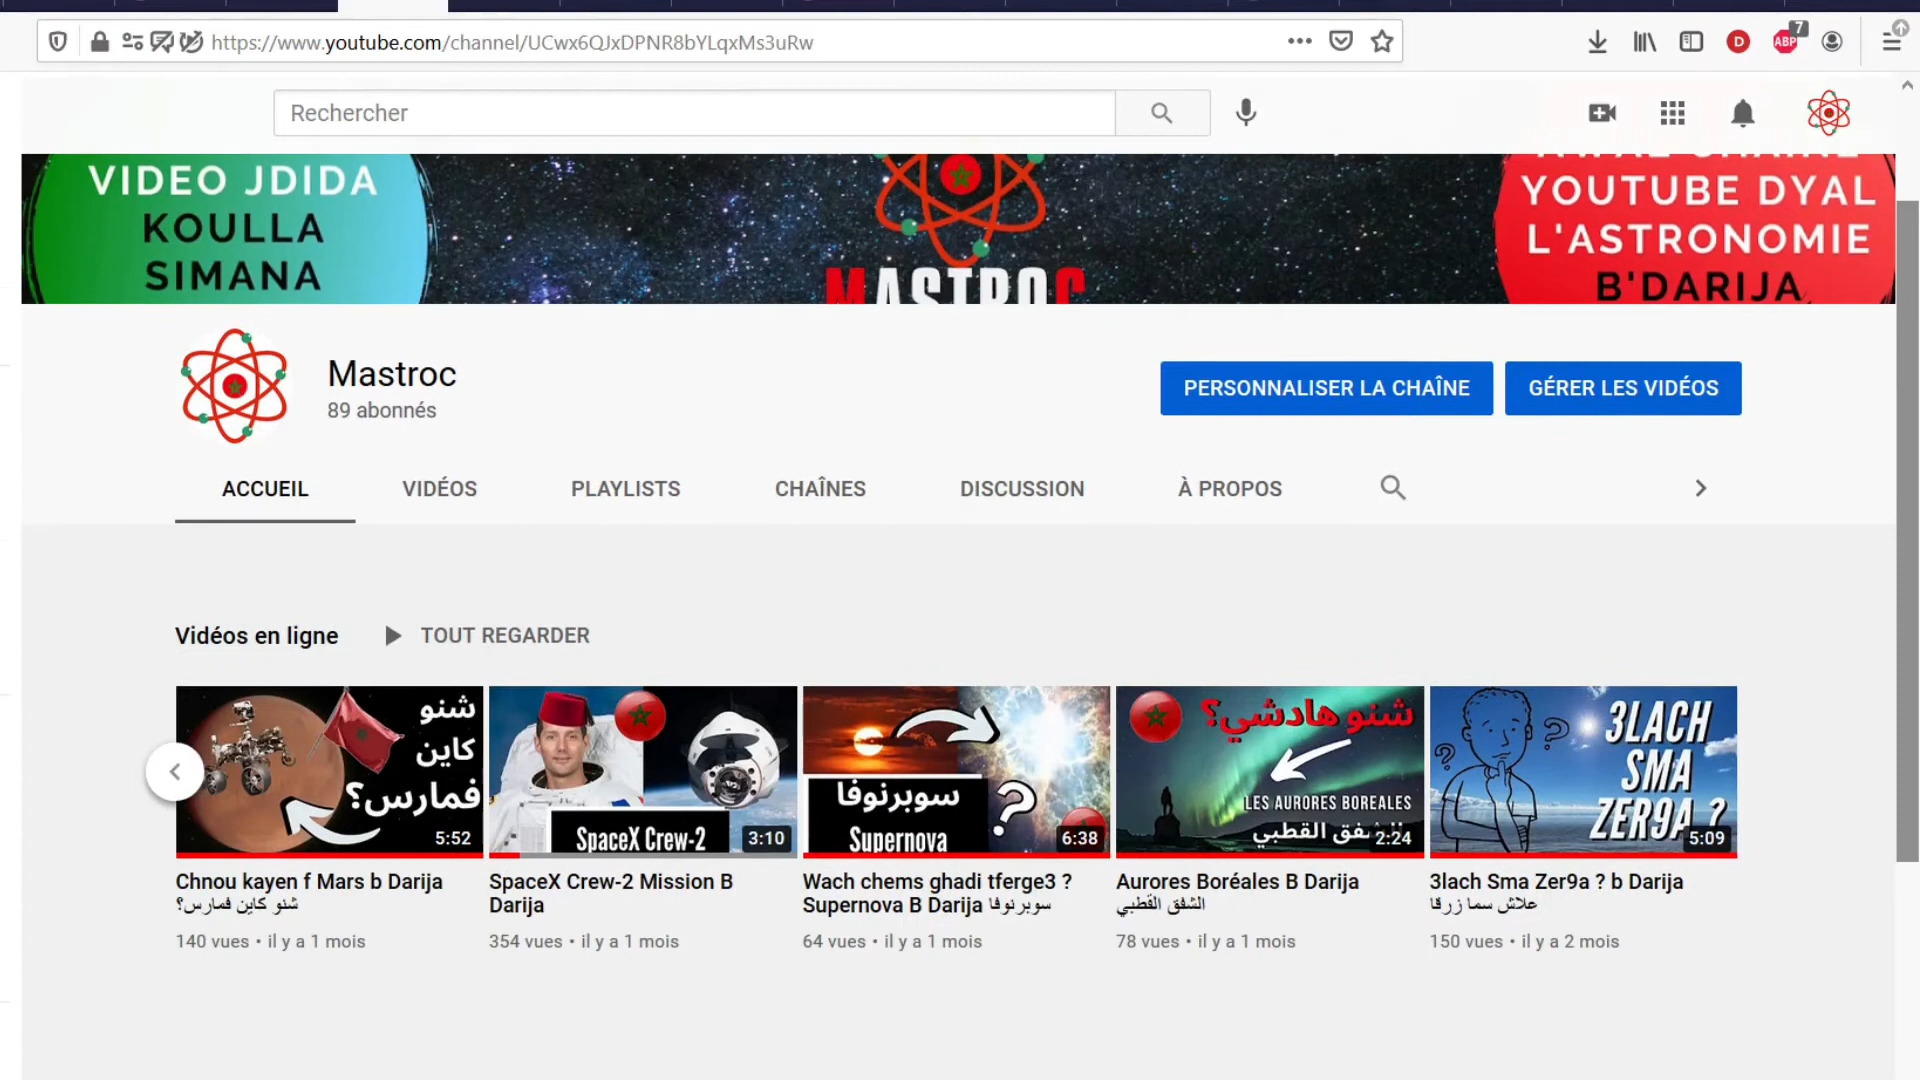 https://www.youtube.com/channel/UCwx6QJxDPNR8bYLqxMs3uRw
ABP
7
D
Rechercher
VIDEO JDIDA
KOULLA
SIMANA
MASTROC
YOUTUBE DYAL
L'ASTRONOMIE
B'DARIJA
Mastroc
89 abonnés
PERSONNALISER LA CHAÎNE
GÉRER LES VIDÉOS
ACCUEIL
VIDÉOS
PLAYLISTS
CHAÎNES
DISCUSSION
À PROPOS
Vidéos en ligne
TOUT REGARDER
شنو
كاين
فمارس؟
5:52
SpaceX Crew-2
3:10
سوبرنوفا
Supernova
?
6:38
شنو هادشي؟
LES AURORES BOREALES
الشفق القطبي
2:24
3LACH
SMA
ZER9A ?
5:09
Chnou kayen f Mars b Darija
شنو كاين فمارس؟
140 vues • il y a 1 mois
SpaceX Crew-2 Mission B
Darija
354 vues • il y a 1 mois
Wach chems ghadi tferge3 ?
Supernova B Darija سوبرنوفا
64 vues • il y a 1 mois
Aurores Boréales B Darija
الشفق القطبي
78 vues • il y a 1 mois
3lach Sma Zer9a ? b Darija
علاش سما زرقا
150 vues • il y a 2 mois